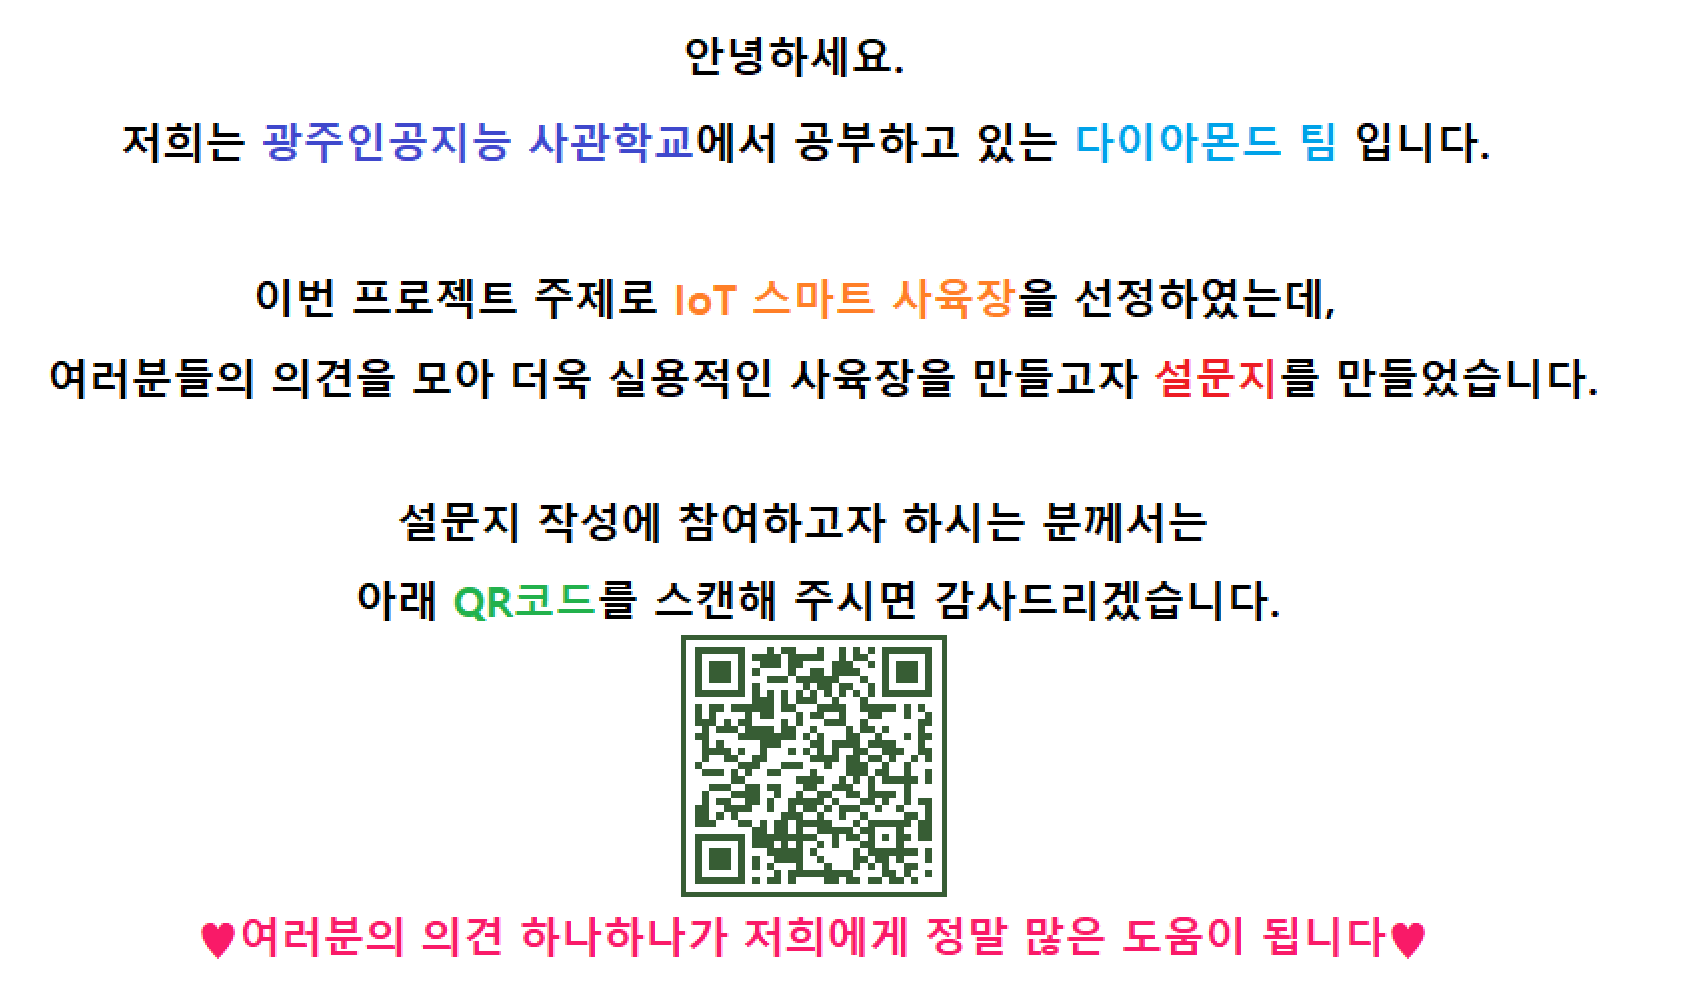 안녕하세요.
저희는 광주인공지능 사관학교에서 공부하고 있는 다이아몬드 팀 입니다.
이번 프로젝트 주제로 IoT 스마트 사육장을 선정하였는데,
여러분들의 의견을 모아 더욱 실용적인 사육장을 만들고자 설문지를 만들었습니다.
설문지 작성에 참여하고자 하시는 분께서는
아래 QR코드를 스캔해 주시면 감사드리겠습니다.
♥여러분의 의견 하나하나가 저희에게 정말 많은 도움이 됩니다♥